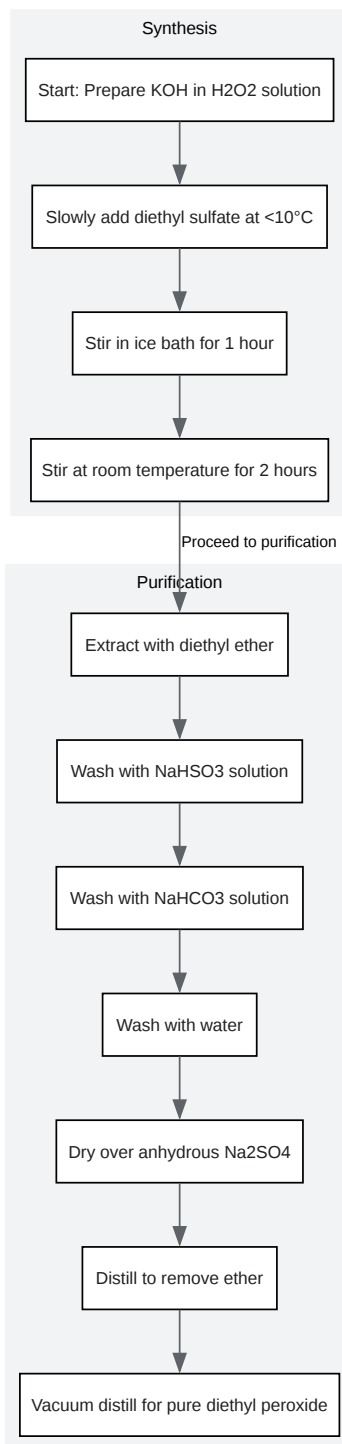 Synthesis
Start: Prepare KOH in H2O2 solution
Slowly add diethyl sulfate at <10°C
Stir in ice bath for 1 hour
Stir at room temperature for 2 hours
Proceed to purification
Purification
Extract with diethyl ether
Wash with NaHSO3 solution
Wash with NaHCO3 solution
Wash with water
Dry over anhydrous Na2SO4
Distill to remove ether
Vacuum distill for pure diethyl peroxide